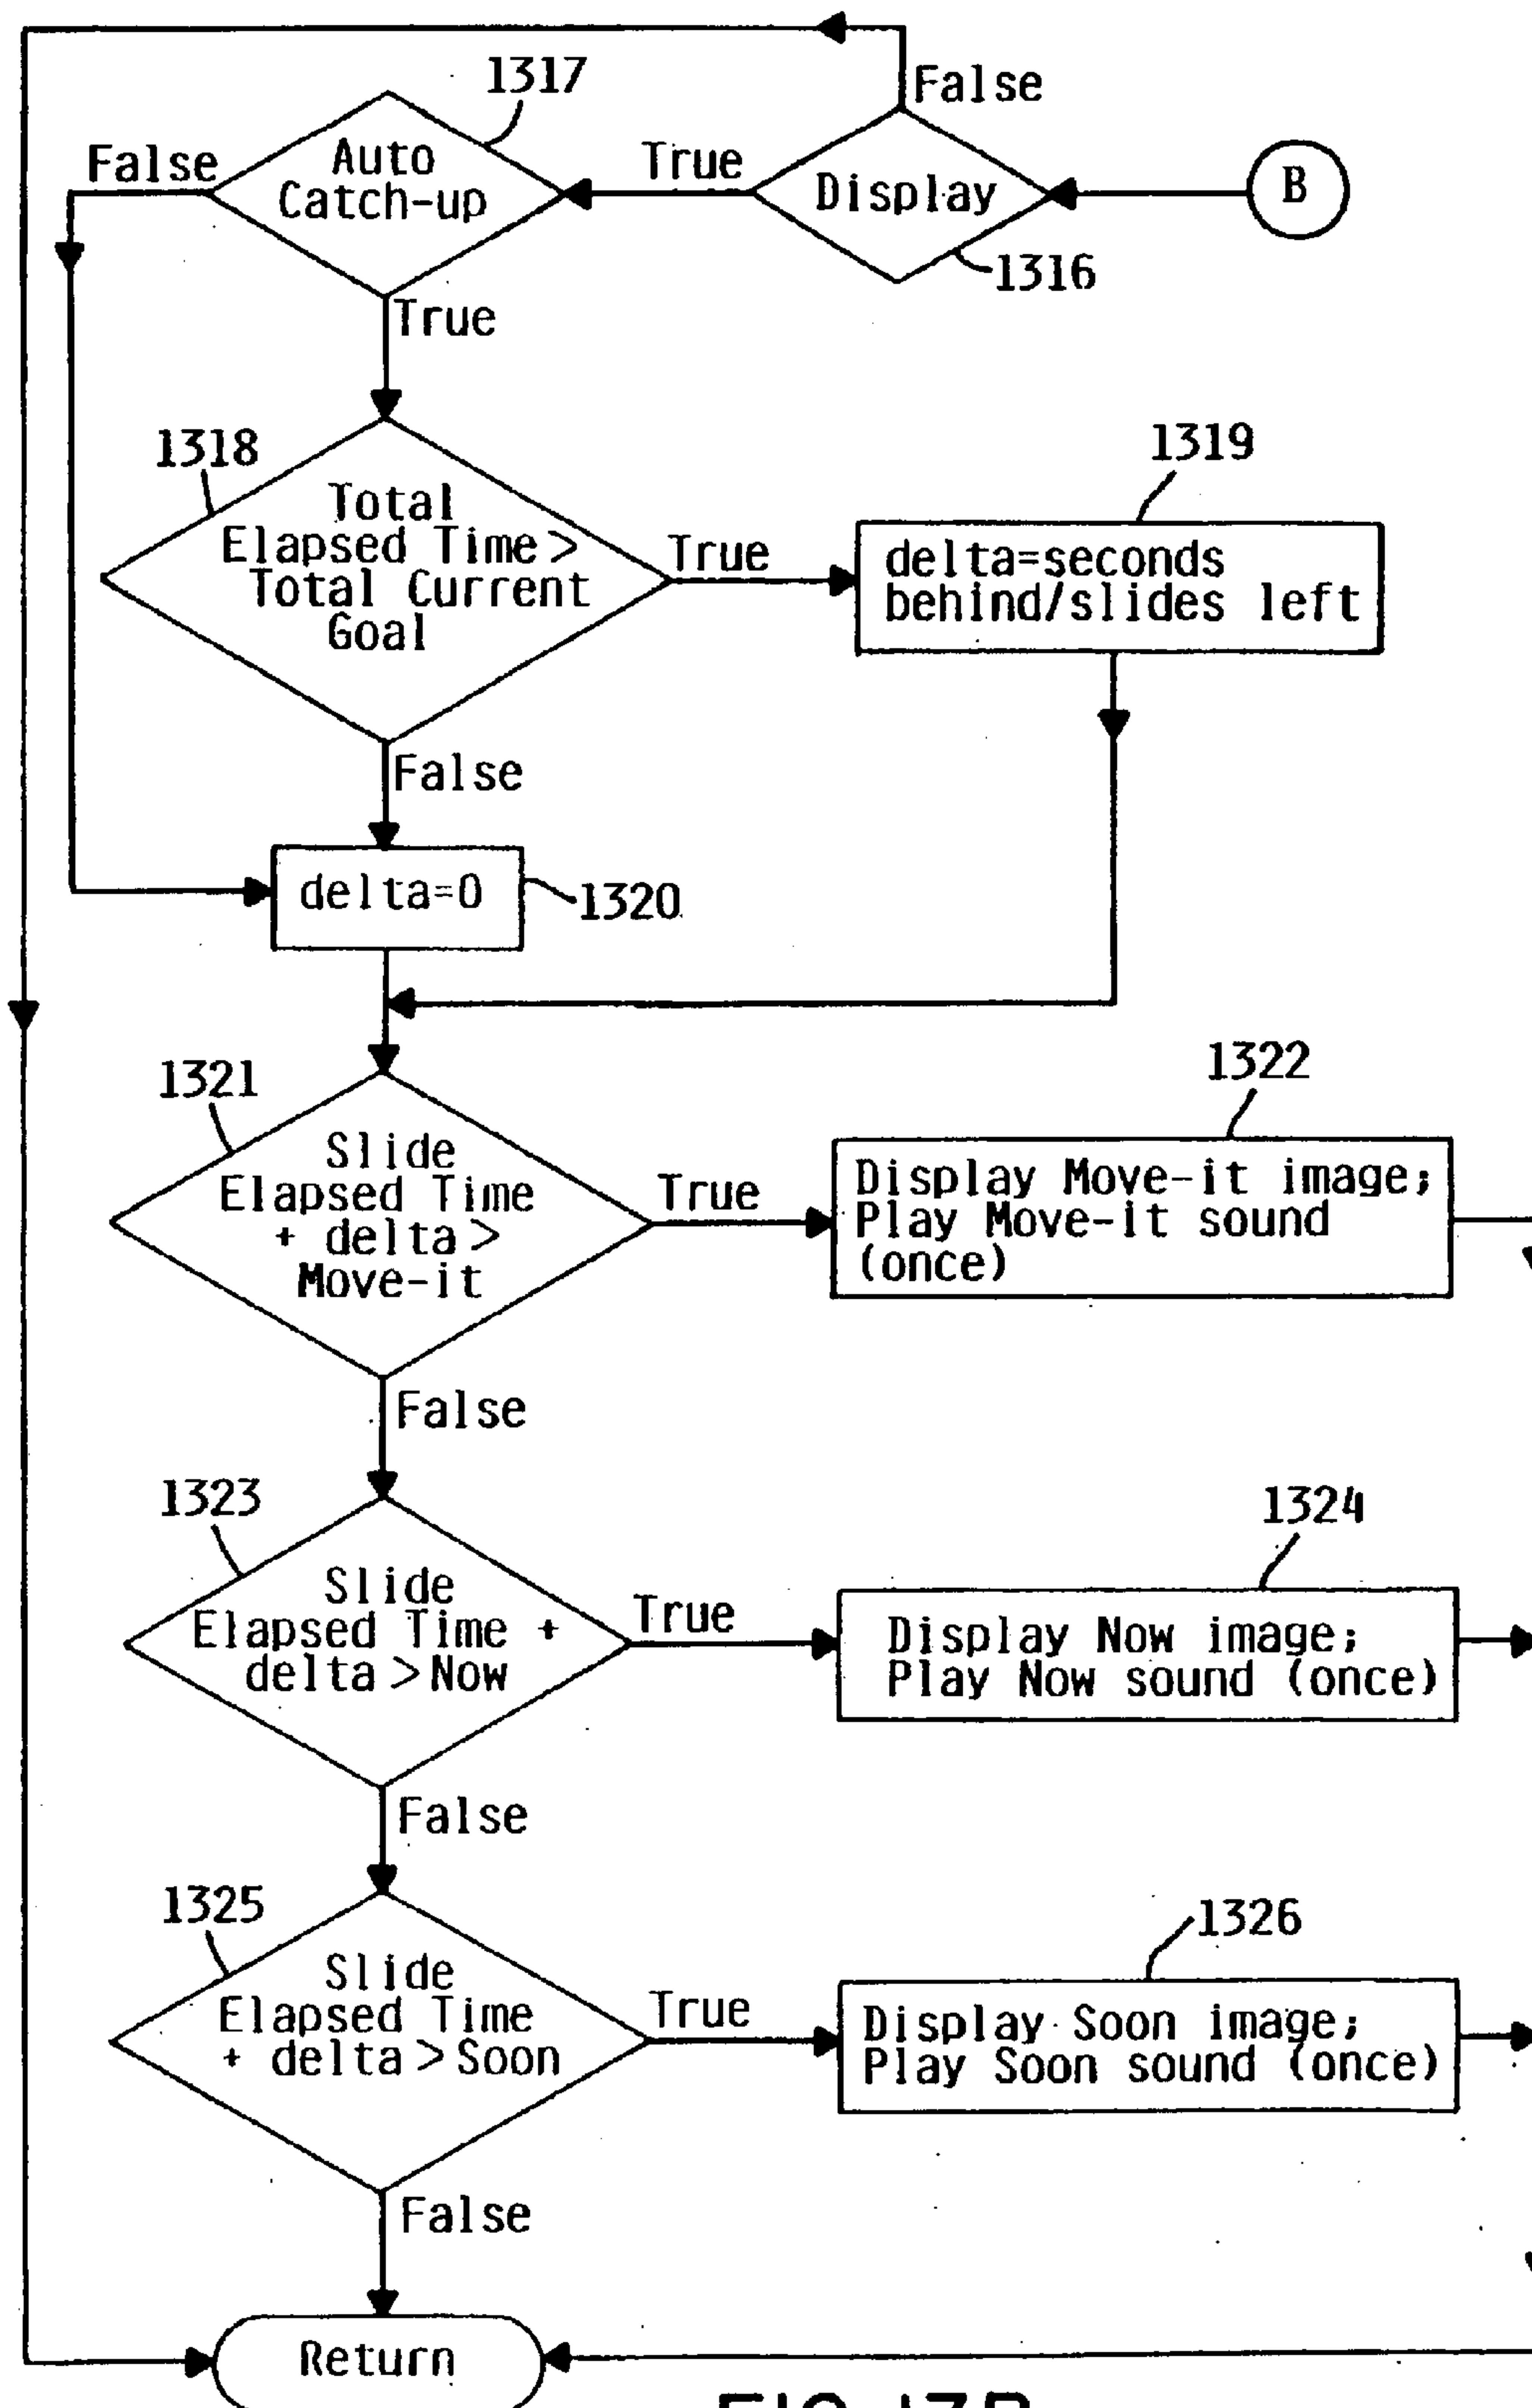 False
1317
False
Auto
Catch-up
True
Display
B
1316
True
1318
Total
Elapsed Time>
Total Current
Goal
True
1319
delta=seconds
behind/slides left
False
delta=0
1320
1321
Slide
Elapsed Time
+ delta>
Move-it
True
1322
Display Move-it image;
Play Move-it sound
(once)
False
1323
Slide
Elapsed Time +
delta>Now
True
1324
Display Now image;
Play Now sound (once)
False
1325
Slide
Elapsed Time
+ delta>Soon
True
1326
Display Soon image;
Play Soon sound (once)
False
Return